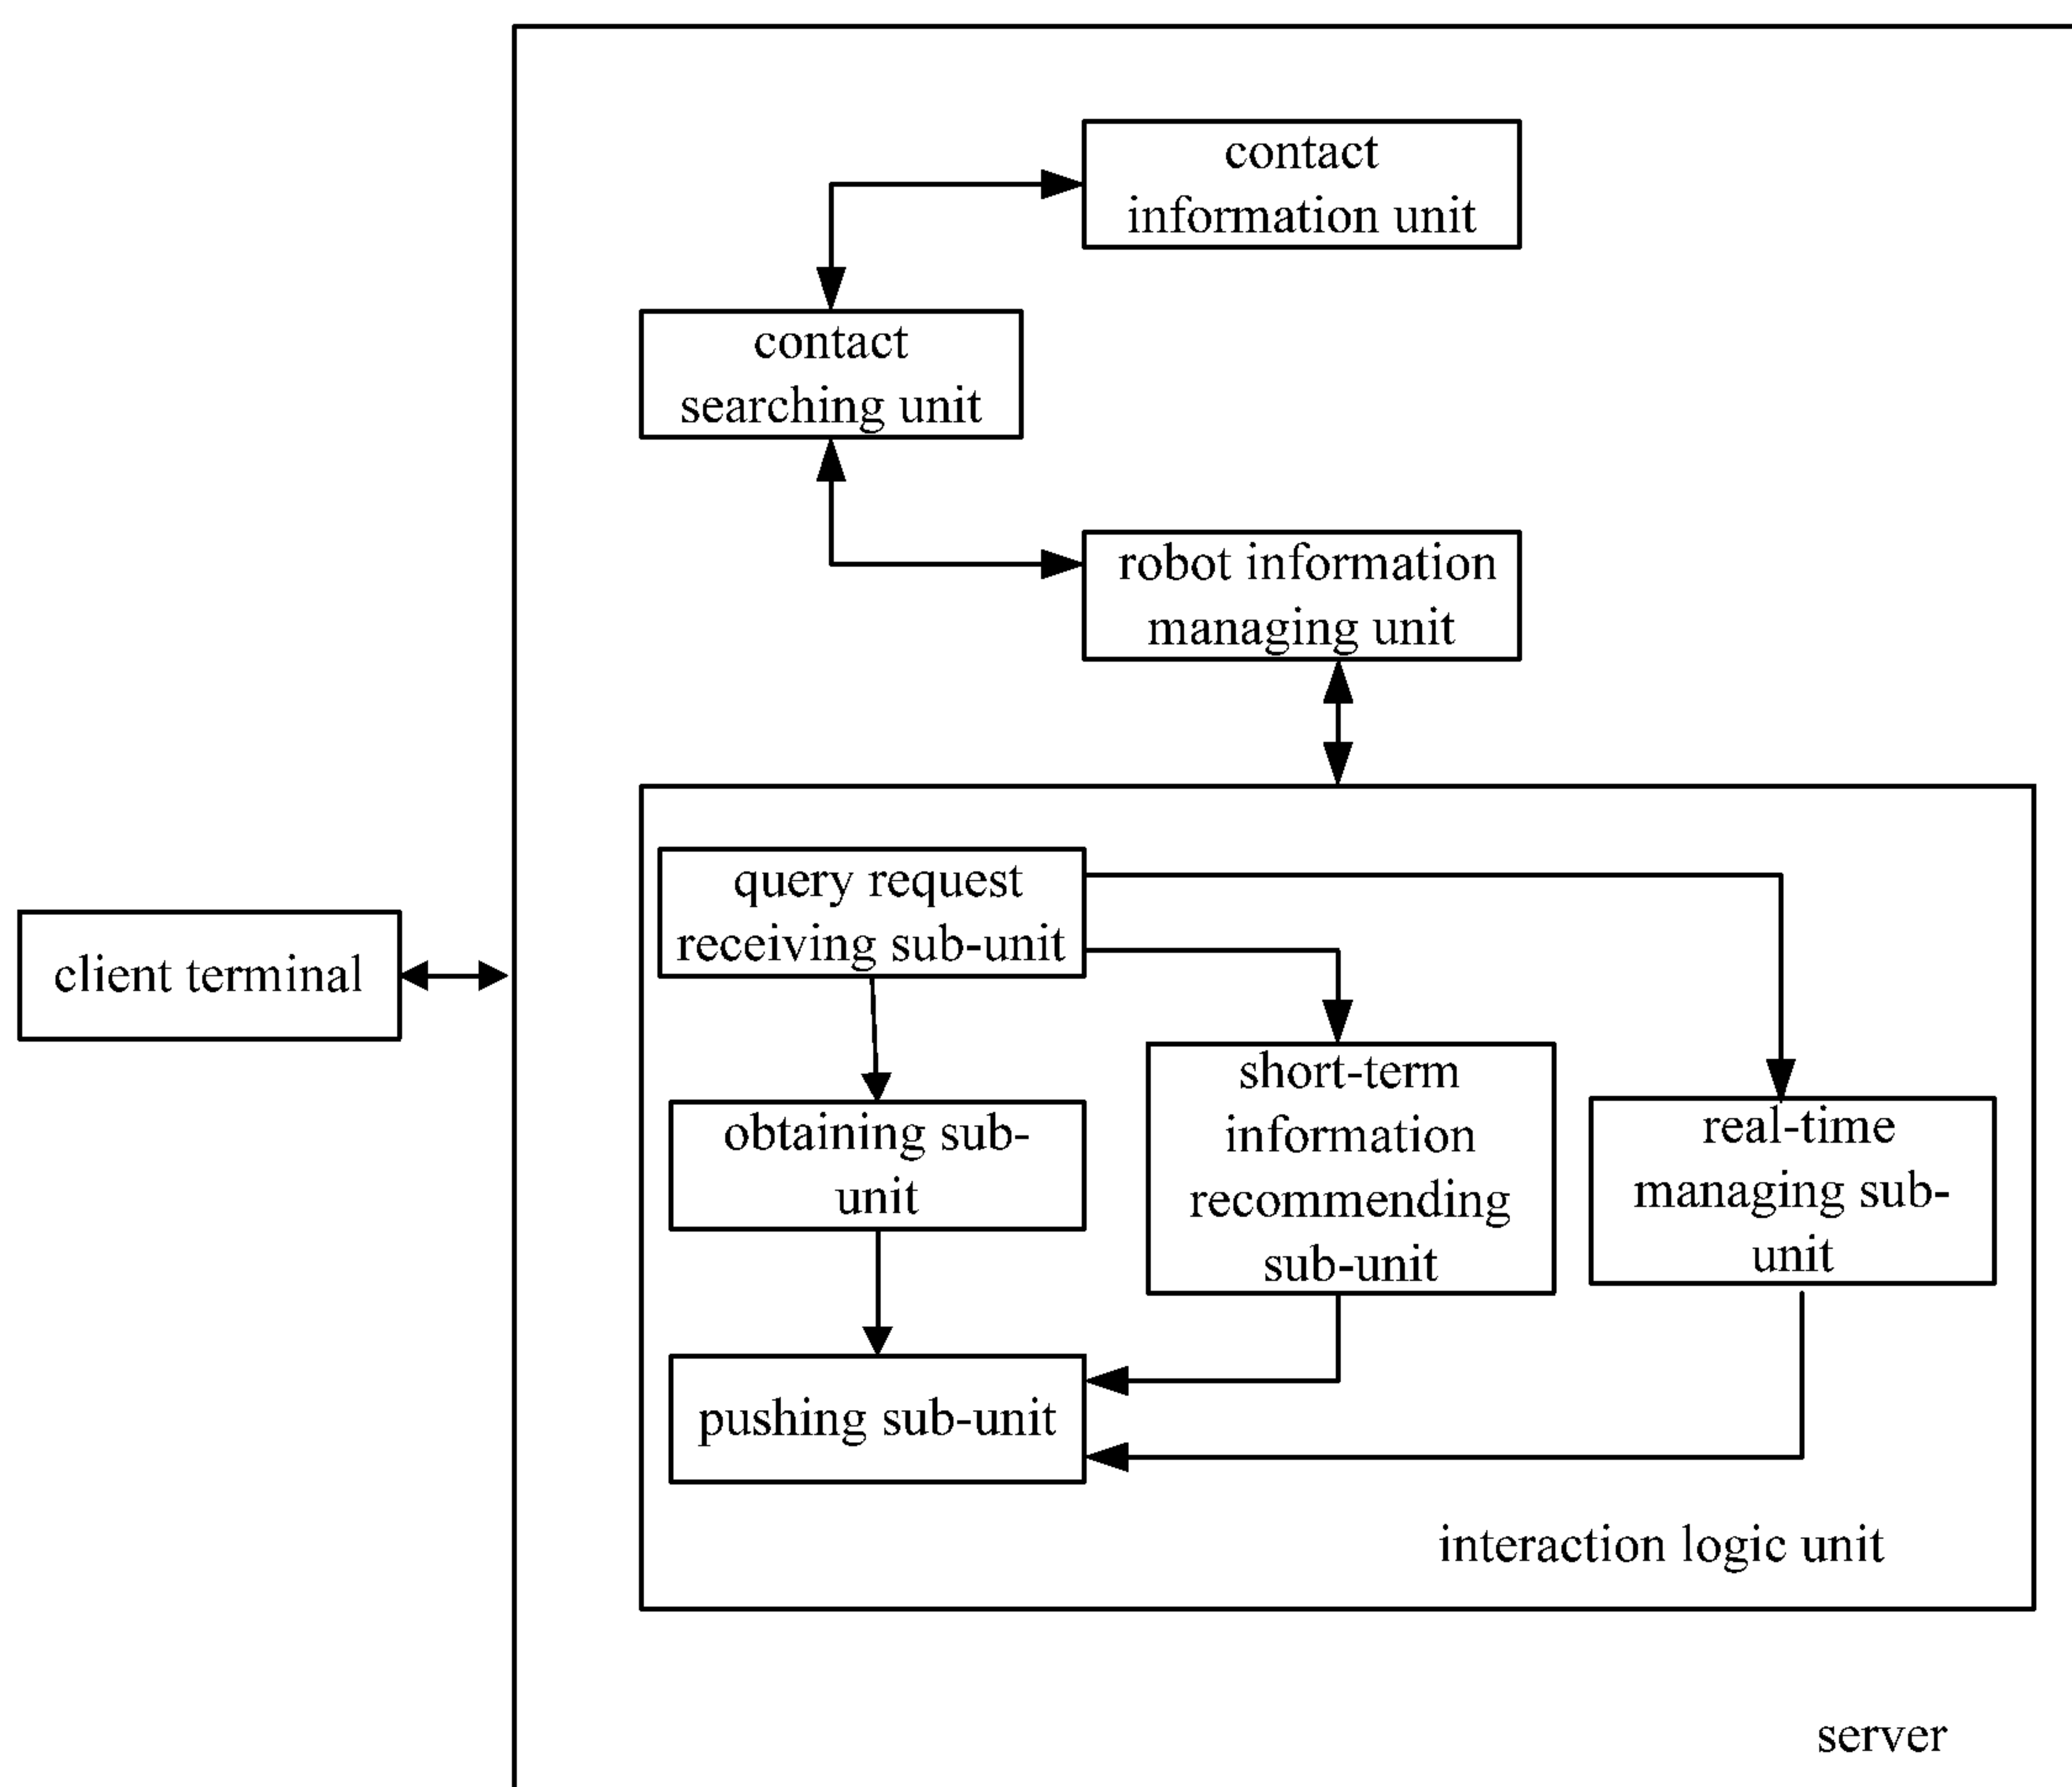 contact
information unit
contact
searching unit
robot information
managing unit
query request
receiving sub-unit
client terminal
short-term
information
recommending
sub-unit
obtaining sub-
unit
real-time
managing sub-
unit
pushing sub-unit
interaction logic unit
server